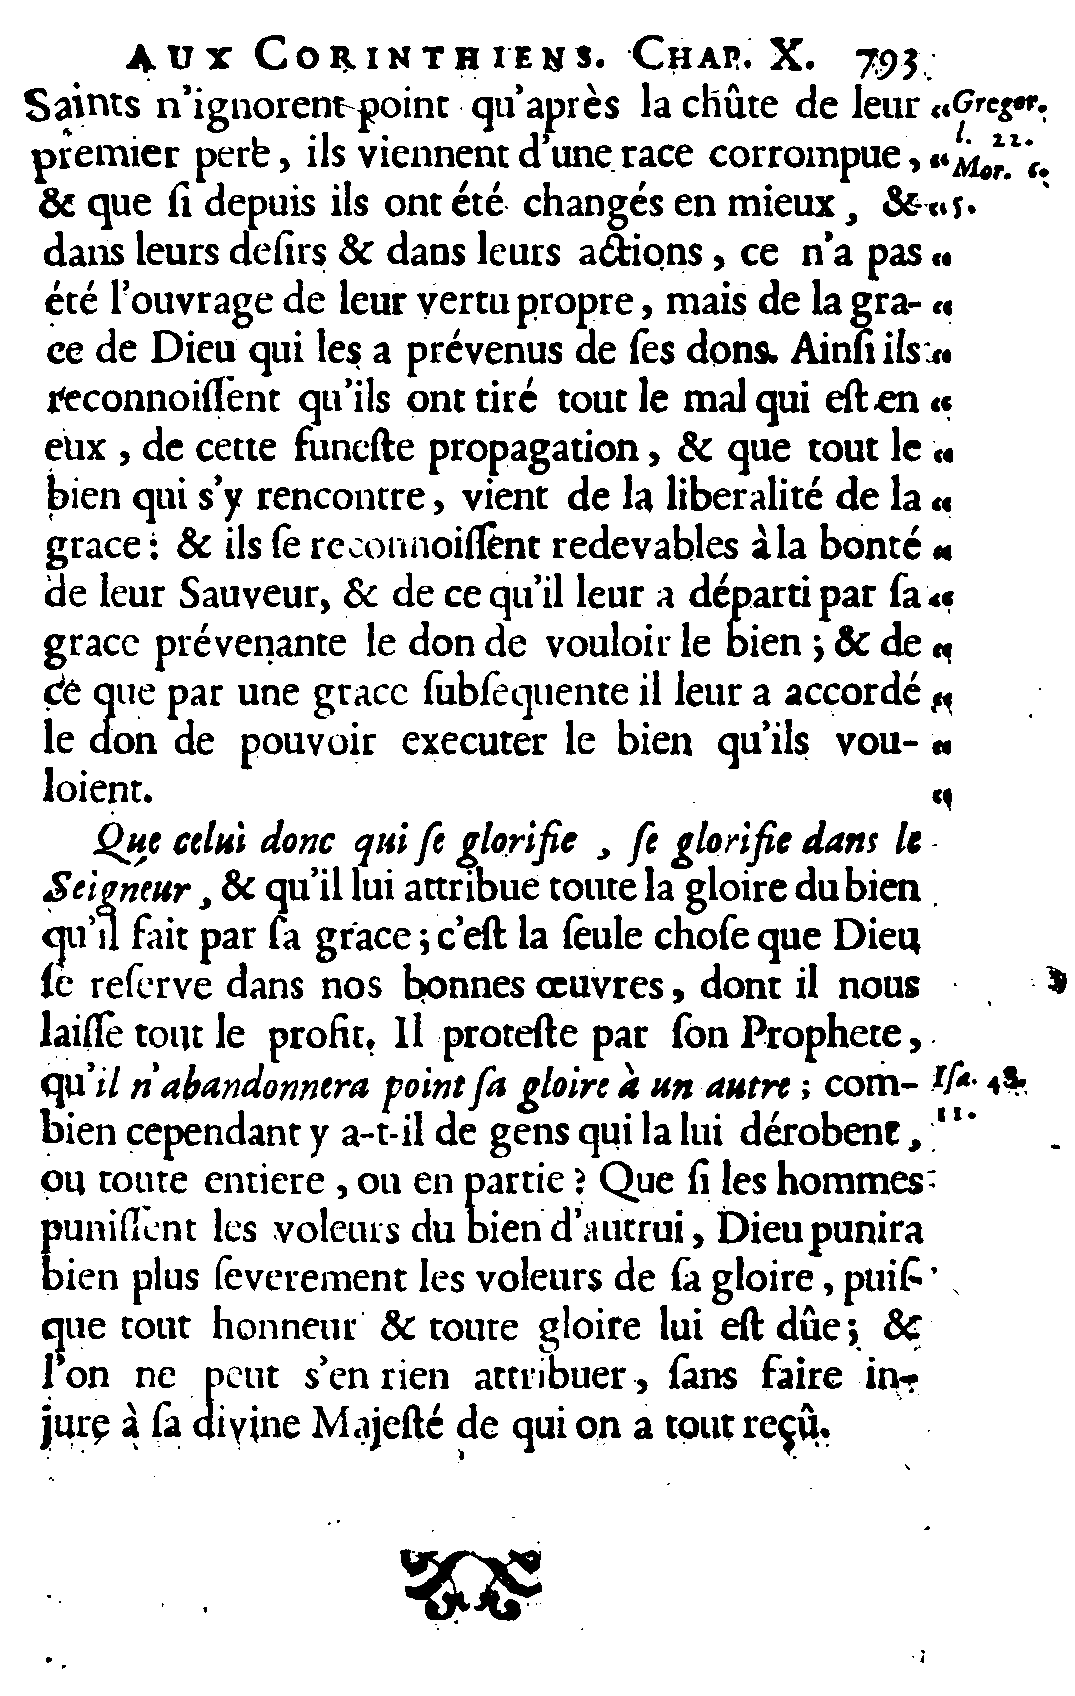 AUX CORINTHIENS. CHAP. X. 793
Saints n'ignorent point qu'après la chûte de leur “ Gregor.
premier pere, ils viennent d'une race corrompue, “ l. 22. Mor. c.
& que ſi depuis ils ont été changés en mieux, & “ 5.
dans leurs deſirs & dans leurs actions, ce n'a pas “
été l'ouvrage de leur vertu propre, mais de la gra- “
ce de Dieu qui les a prévenus de ſes dons. Ainſi ils “
reconnoiſſent qu'ils ont tiré tout le mal qui eſt en “
eux, de cette funeſte propagation, & que tout le “
bien qui s'y rencontre, vient de la liberalité de la “
grace: & ils ſe reconnoiſſent redevables à la bonté “
de leur Sauveur, & de ce qu'il leur a départi par ſa “
grace prévenante le don de vouloir le bien; & de “
ce que par une grace ſubſequente il leur a accordé “
le don de pouvoir executer le bien qu'ils vou- “
loient. “
Que celui donc qui ſe glorifie, ſe glorifie dans le
Seigneur, & qu'il lui attribue toute la gloire du bien
qu'il fait par ſa grace; c'eſt la ſeule choſe que Dieu
ſe reſerve dans nos bonnes œuvres, dont il nous
laiſſe tout le profit. Il proteſte par ſon Prophete,
qu'il n'abandonnera point ſa gloire à un autre; com- Iſa. 48.
bien cependant y a-t-il de gens qui la lui dérobent, 11.
ou toute entiere, ou en partie? Que ſi les hommes
puniſſent les voleurs du bien d'autrui, Dieu punira
bien plus ſeverement les voleurs de ſa gloire, puiſ-
que tout honneur & toute gloire lui eſt dûe; &
l'on ne peut s'en rien attribuer, ſans faire in-
jure à ſa divine Majeſté de qui on a tout reçû.